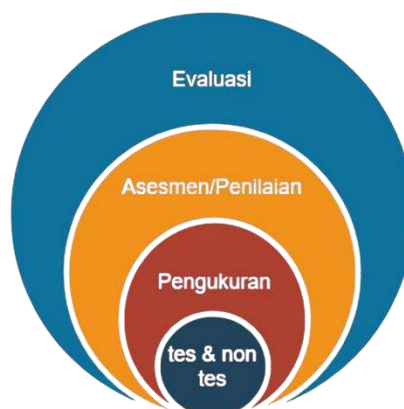 Evaluasi
Asesmen/Penilaian
Pengukuran
tes & non
tes